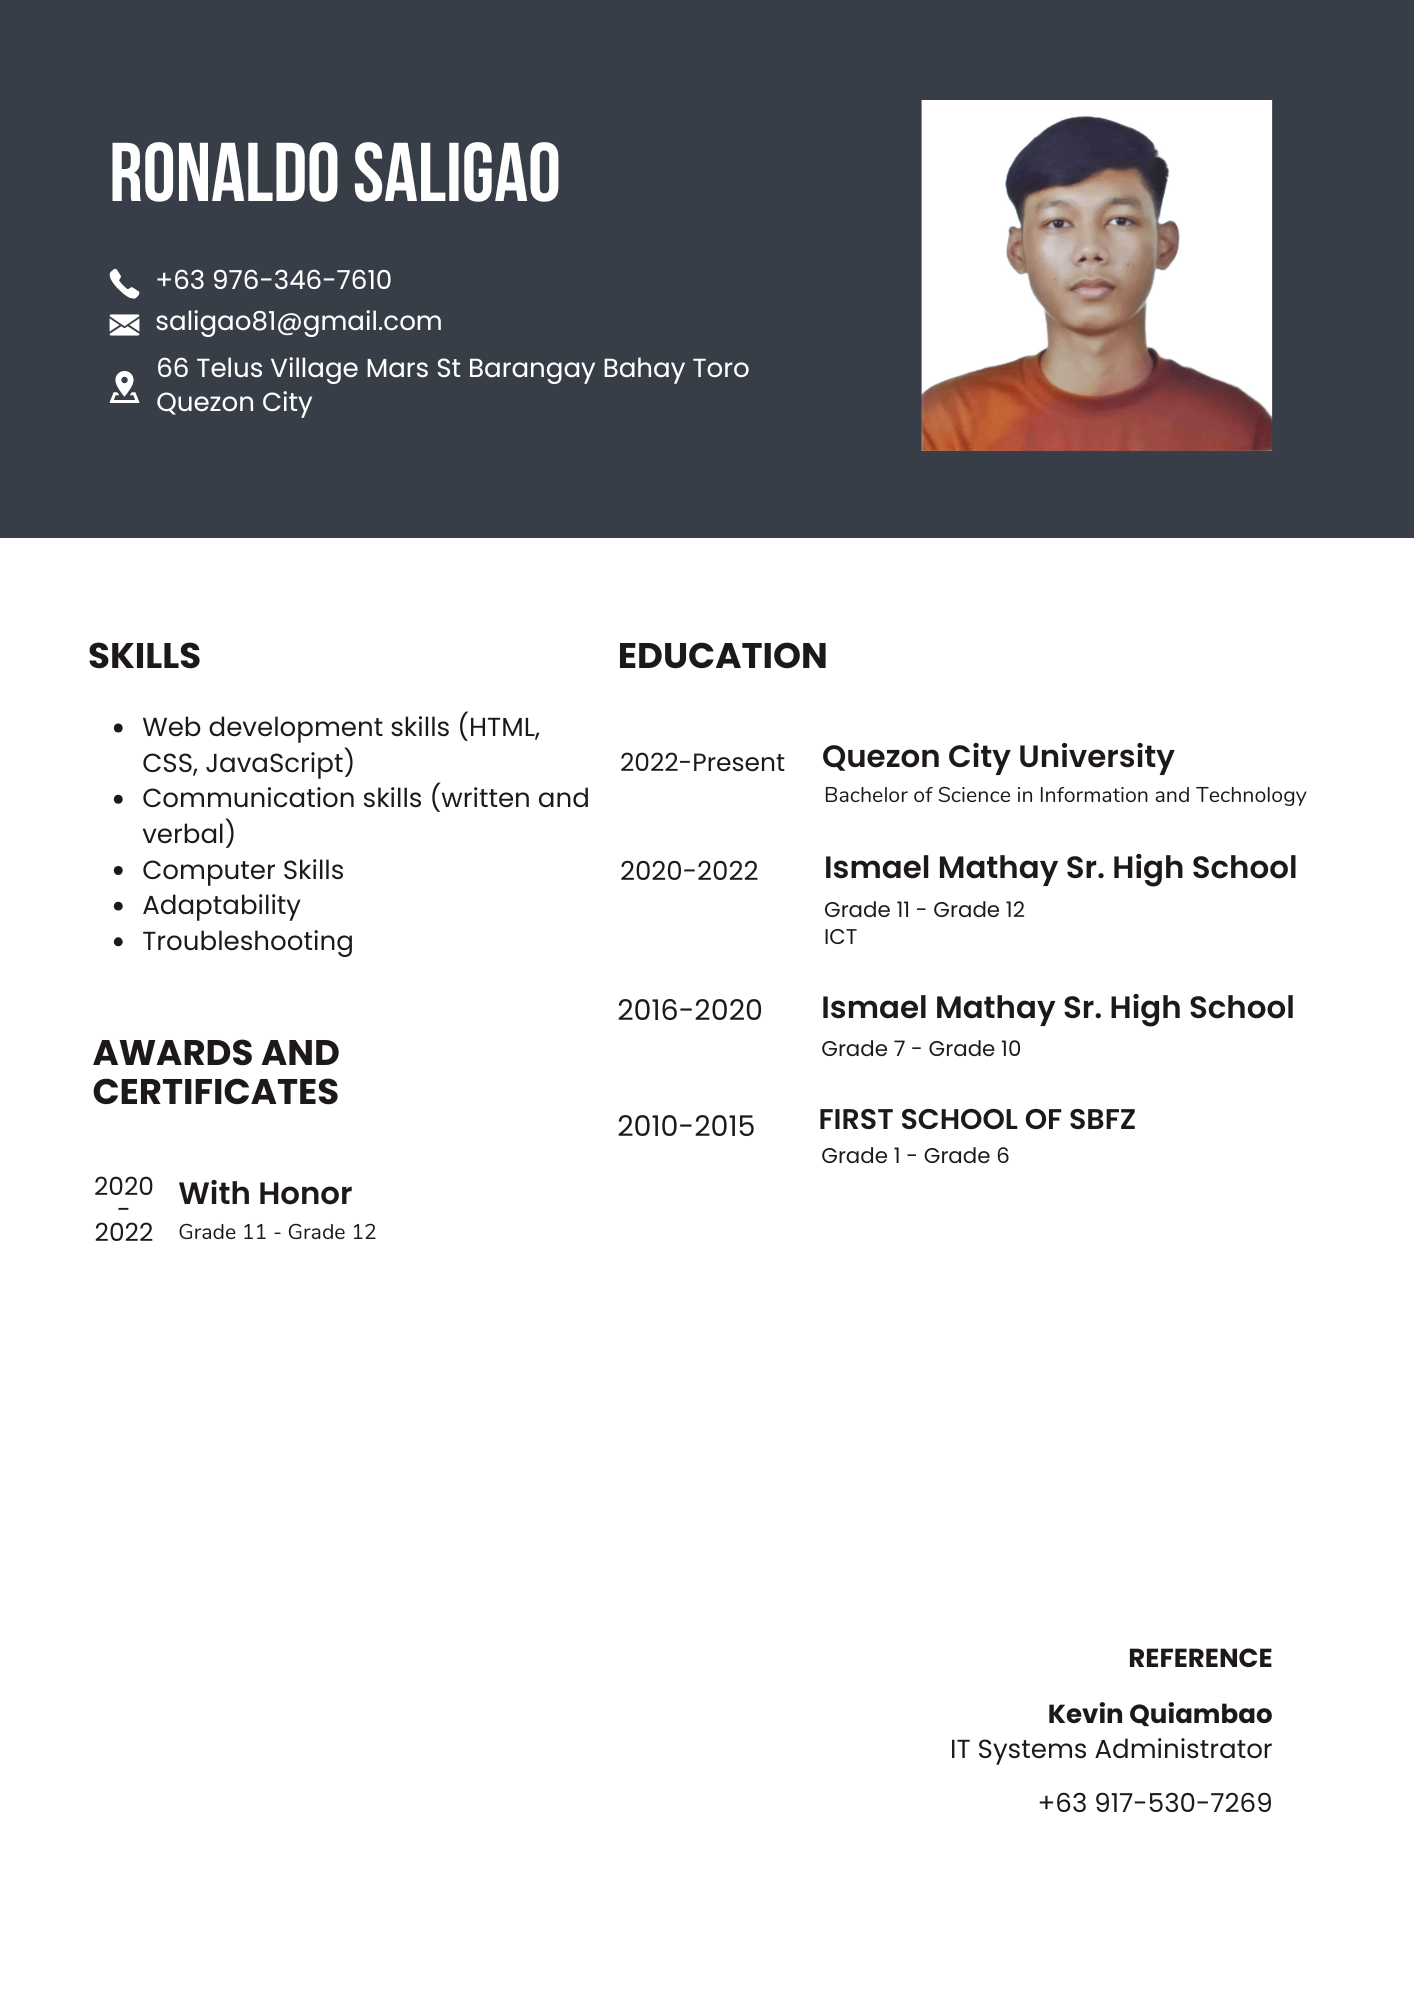 RONALDO SALIGAO
+63 976-346-7610
saligao81@gmail.com
66 Telus Village Mars St Barangay Bahay Toro
Quezon City
SKILLS
• Web development skills (HTML,
CSS, JavaScript)
• Communication skills (written and
verbal)
• Computer Skills
• Adaptability
• Troubleshooting
AWARDS AND
CERTIFICATES
2020
-
2022
With Honor
Grade 11 - Grade 12
EDUCATION
2022-Present
Quezon City University
Bachelor of Science in Information and Technology
2020-2022
Ismael Mathay Sr. High School
Grade 11 - Grade 12
ICT
2016-2020
Ismael Mathay Sr. High School
Grade 7 - Grade 10
2010-2015
FIRST SCHOOL OF SBFZ
Grade 1 - Grade 6
REFERENCE
Kevin Quiambao
IT Systems Administrator
+63 917-530-7269